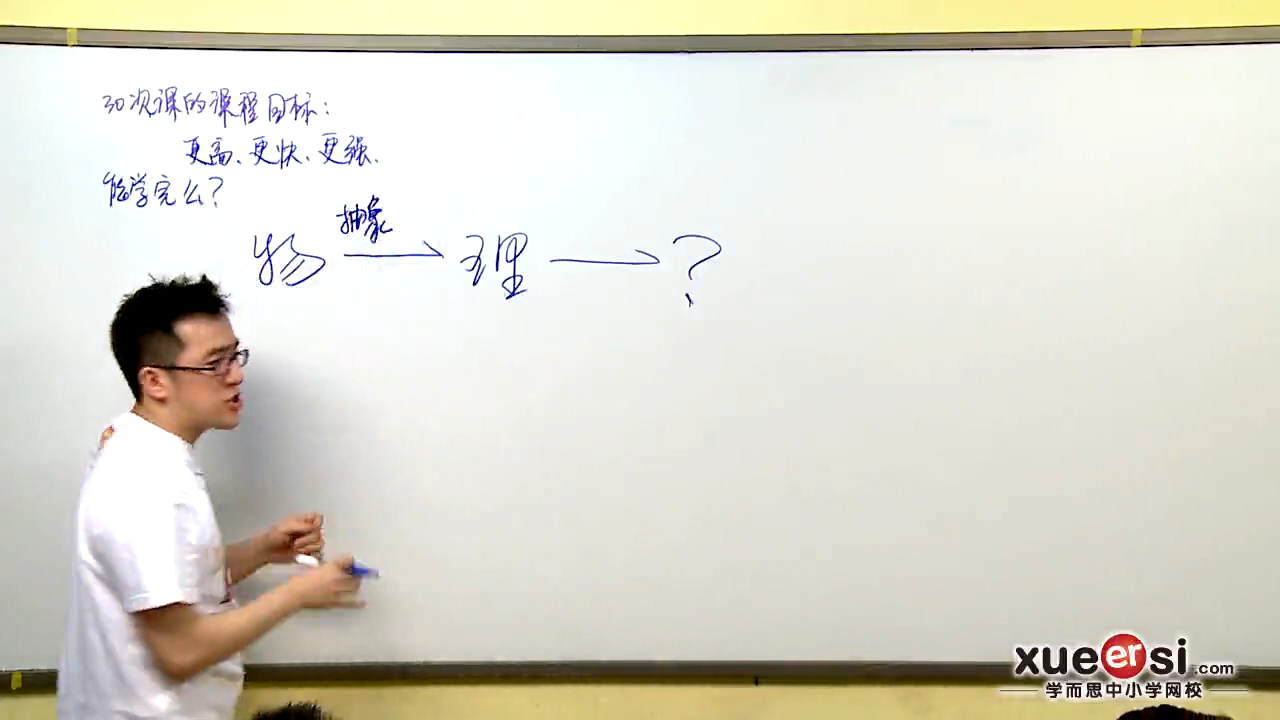 30次课的课程目标:
更高、更快、更强、
能学完么?
抽象
物 → 理 → ?
xueersi.com
学而思中小学网校